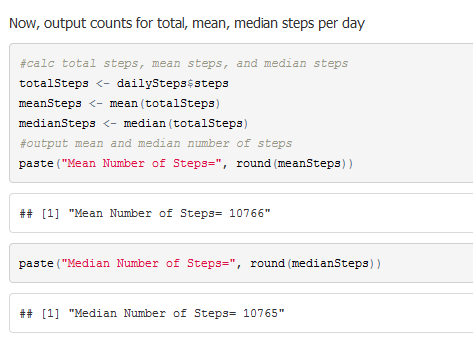 Now, output counts for total, mean, median steps per day
#calc total steps, mean steps, and median steps
totalSteps <- dailySteps$steps
meanSteps <- mean(totalSteps)
medianSteps <- median(totalSteps)
#output mean and median number of steps
paste("Mean Number of Steps=", round(meanSteps))
## [1] "Mean Number of Steps= 10766"
paste("Median Number of Steps=", round(medianSteps))
## [1] "Median Number of Steps= 10765"